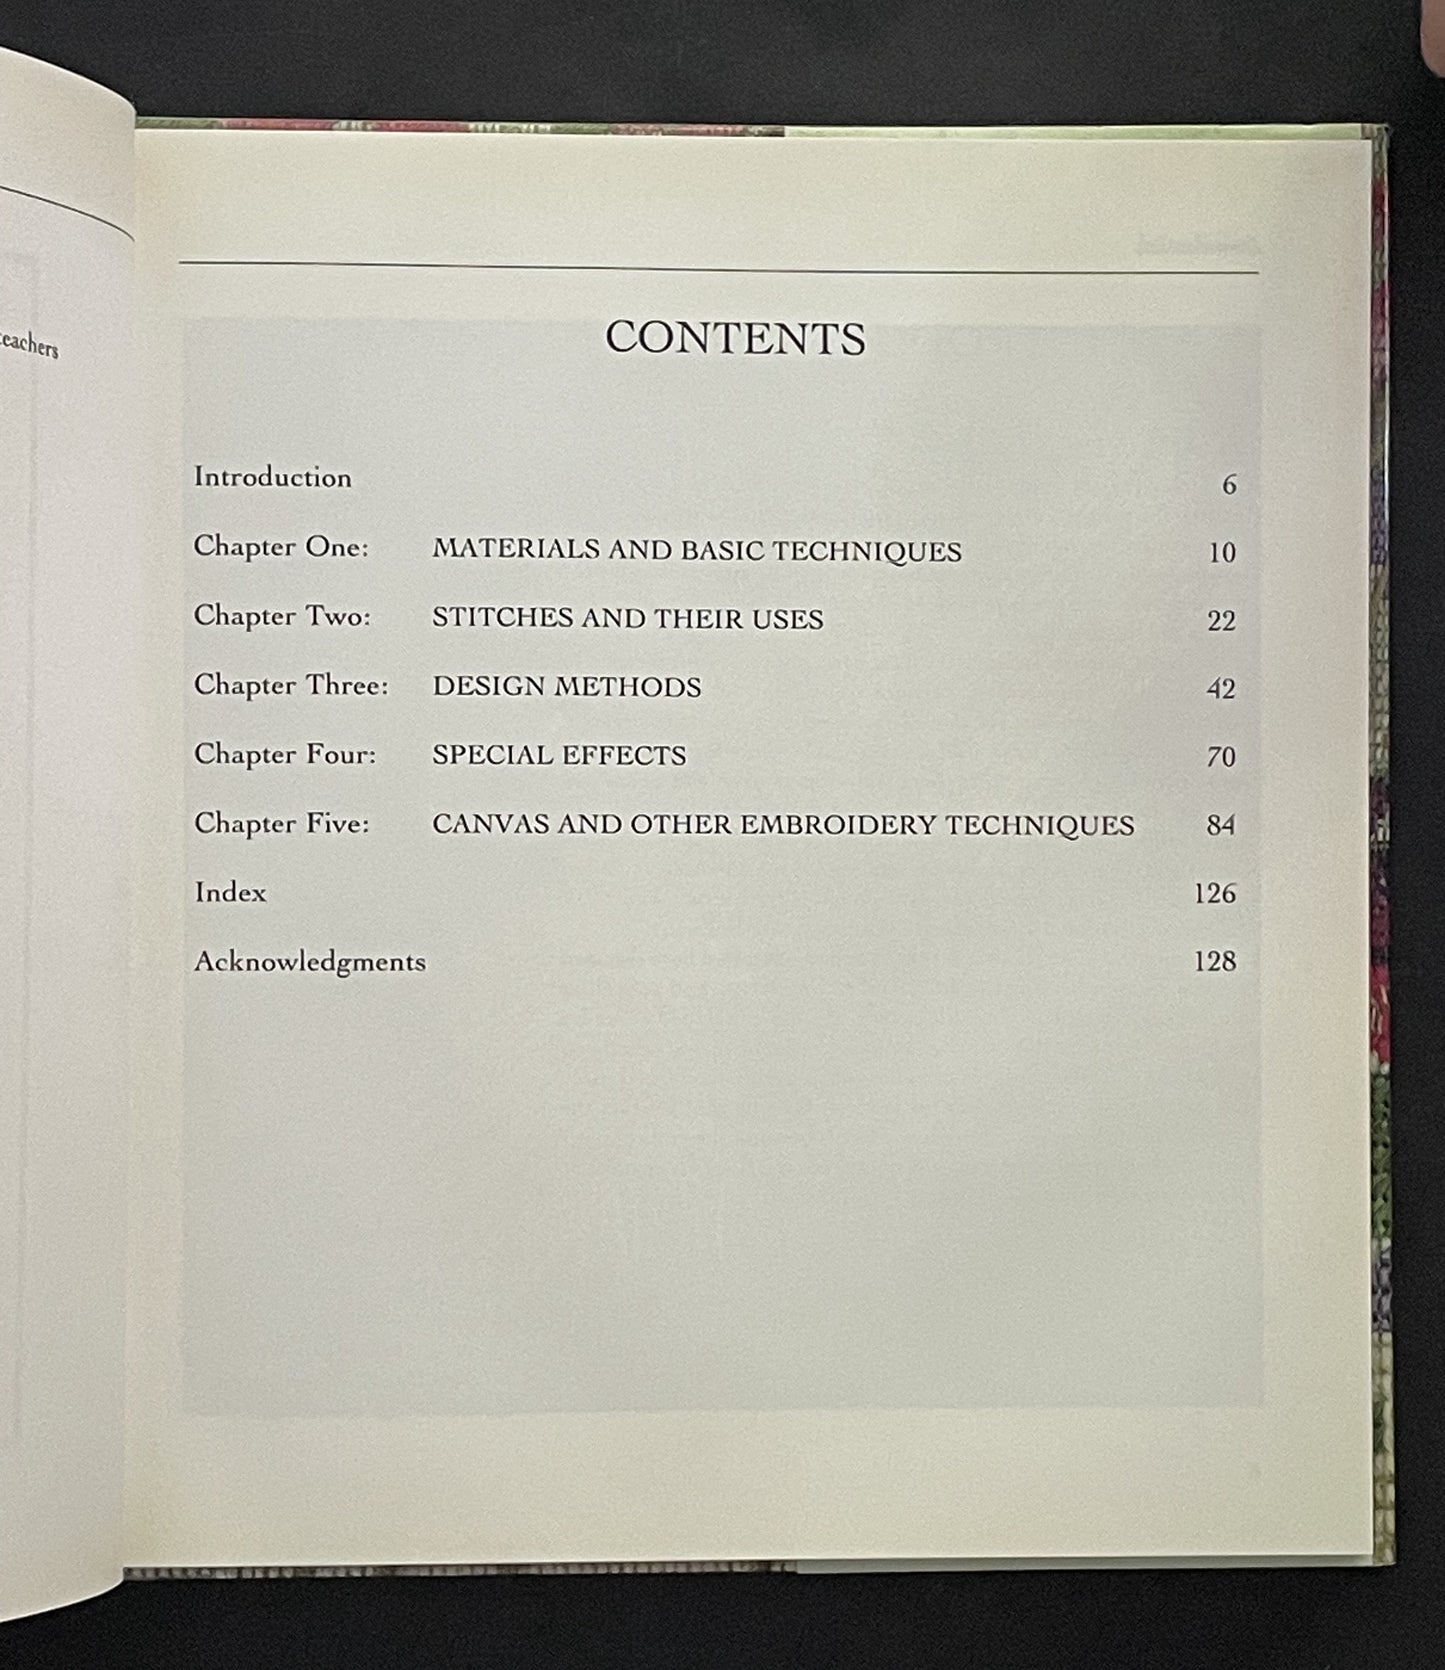 teachers
CONTENTS
Introduction 6
Chapter One: MATERIALS AND BASIC TECHNIQUES 10
Chapter Two: STITCHES AND THEIR USES 22
Chapter Three: DESIGN METHODS 42
Chapter Four: SPECIAL EFFECTS 70
Chapter Five: CANVAS AND OTHER EMBROIDERY TECHNIQUES 84
Index 126
Acknowledgments 128